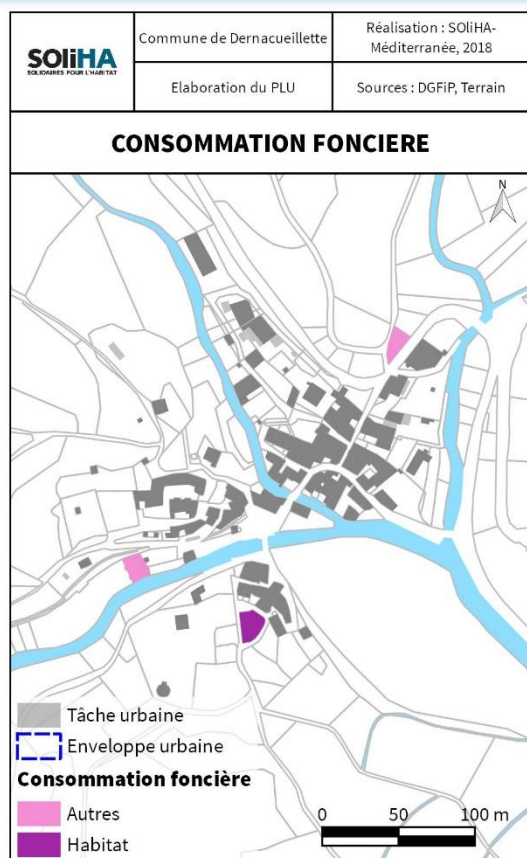 SOliHA
SOLIDAIRES POUR L'HABITAT
Commune de Dernacueillette
Réalisation : SOliHA-
Méditerranée, 2018
Elaboration du PLU
Sources : DGFiP, Terrain
CONSOMMATION FONCIERE
N
Tâche urbaine
Enveloppe urbaine
Consommation foncière
Autres
Habitat
0 50 100 m